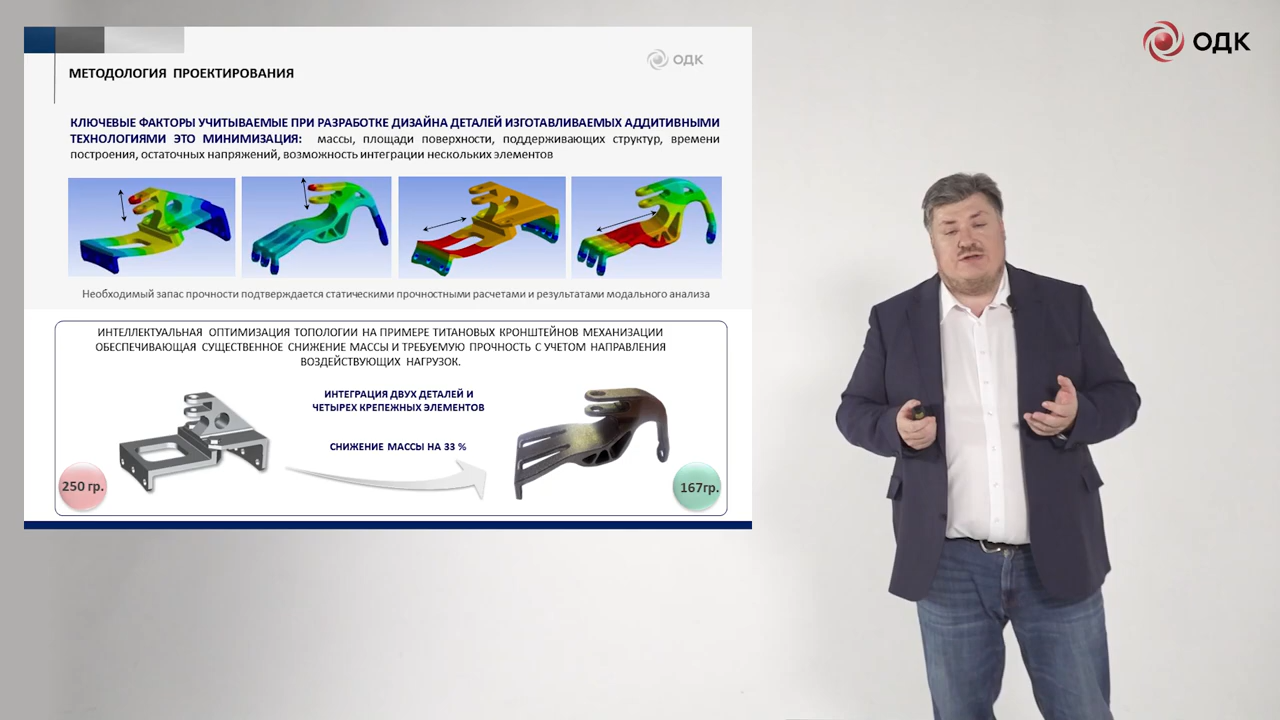 ОДК
ОДК
МЕТОДОЛОГИЯ ПРОЕКТИРОВАНИЯ
КЛЮЧЕВЫЕ ФАКТОРЫ УЧИТЫВАЕМЫЕ ПРИ РАЗРАБОТКЕ ДИЗАЙНА ДЕТАЛЕЙ ИЗГОТАВЛИВАЕМЫХ АДДИТИВНЫМИ
ТЕХНОЛОГИЯМИ ЭТО МИНИМИЗАЦИЯ: массы, площади поверхности, поддерживающих структур, времени
построения, остаточных напряжений, возможность интеграции нескольких элементов
Необходимый запас прочности подтверждается статическими прочностными расчетами и результатами модального анализа
ИНТЕЛЛЕКТУАЛЬНАЯ ОПТИМИЗАЦИЯ ТОПОЛОГИИ НА ПРИМЕРЕ ТИТАНОВЫХ КРОНШТЕЙНОВ МЕХАНИЗАЦИИ
ОБЕСПЕЧИВАЮЩАЯ СУЩЕСТВЕННОЕ СНИЖЕНИЕ МАССЫ И ТРЕБУЕМУЮ ПРОЧНОСТЬ С УЧЕТОМ НАПРАВЛЕНИЯ
ВОЗДЕЙСТВУЮЩИХ НАГРУЗОК.
ИНТЕГРАЦИЯ ДВУХ ДЕТАЛЕЙ И
ЧЕТЫРЕХ КРЕПЕЖНЫХ ЭЛЕМЕНТОВ
СНИЖЕНИЕ МАССЫ НА 33 %
250 гр.
167гр.